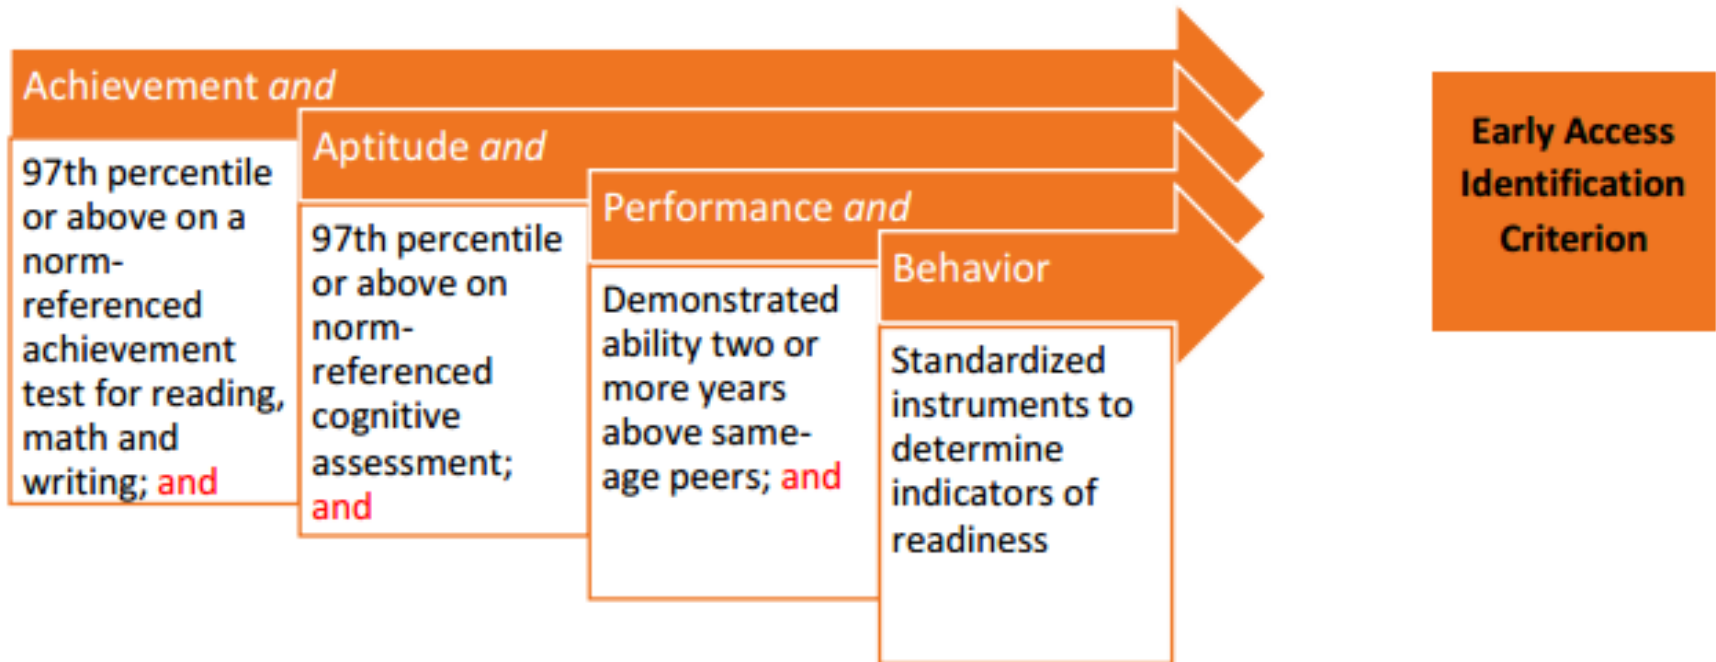 Achievement and
97th percentile
or above on a
norm-
referenced
achievement
test for reading,
math and
writing; and
Aptitude and
97th percentile
or above on
norm-
referenced
cognitive
assessment;
and
Performance and
Demonstrated
ability two or
more years
above same-
age peers; and
Behavior
Standardized
instruments to
determine
indicators of
readiness
Early Access
Identification
Criterion